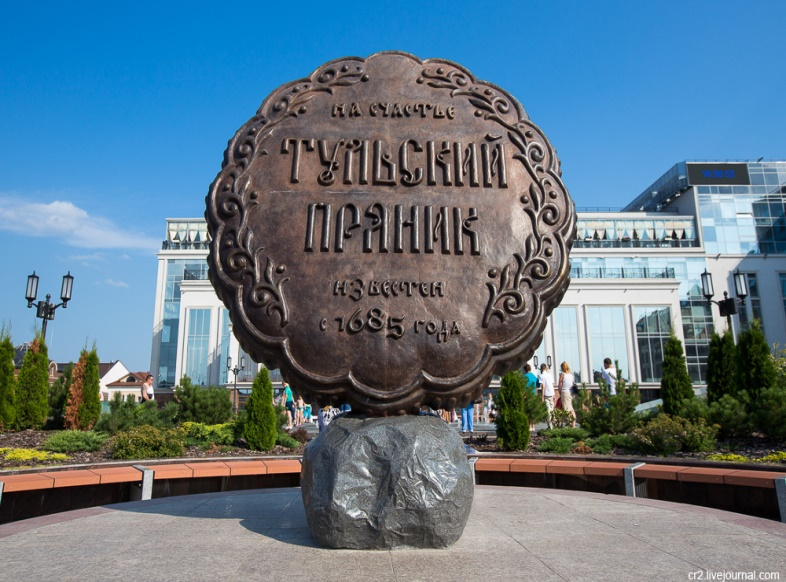 на счастье
ТУЛЬСКИЙ
ПРЯНИК
известен
с 1685 года
cr2.livejournal.com